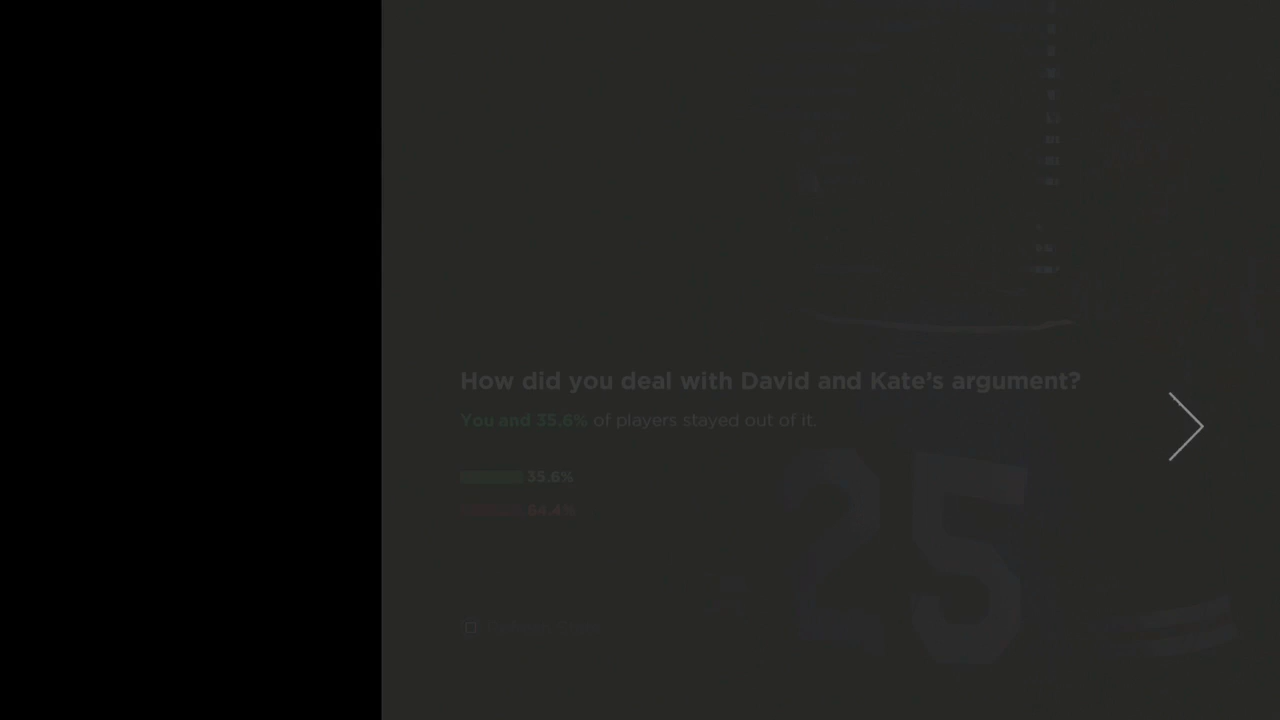 How did you deal with David and Kate’s argument?
You and 35.6% of players stayed out of it.
35.6%
64.4%
25